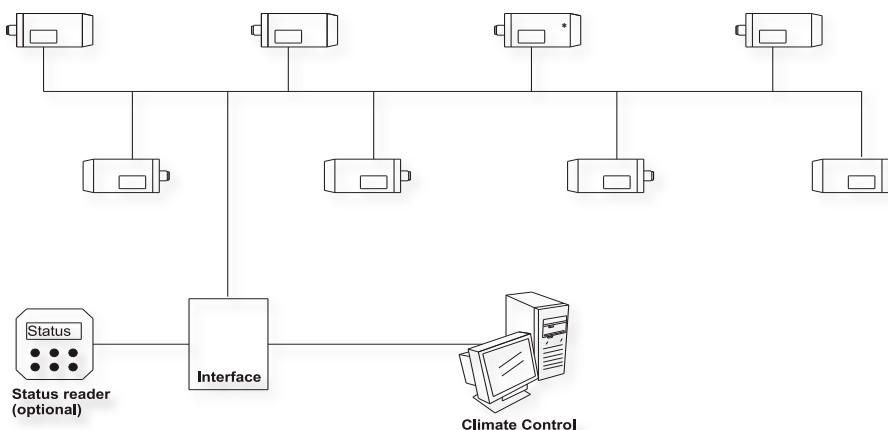 *
Status
Interface
Status reader
(optional)
Climate Control